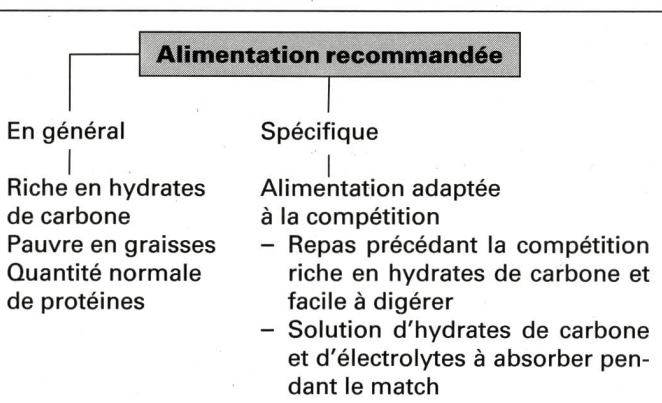 Alimentation recommandée
En général
Riche en hydrates
de carbone
Pauvre en graisses
Quantité normale
de protéines
Spécifique
Alimentation adaptée
à la compétition
– Repas précédant la compétition
riche en hydrates de carbone et
facile à digérer
– Solution d'hydrates de carbone
et d'électrolytes à absorber pen-
dant le match